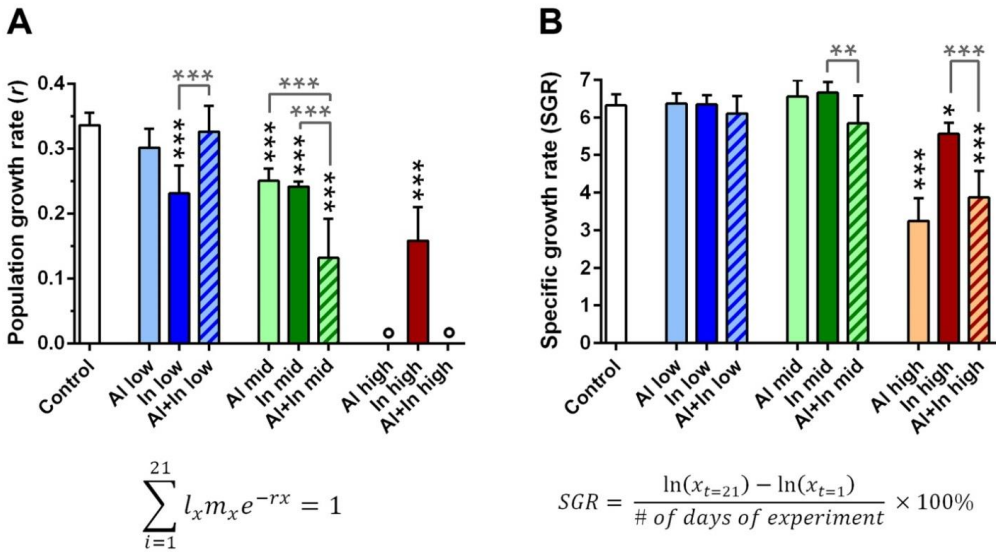 A
Population growth rate (r)
0.4
0.3
0.2
0.1
0.0
***
***
***
***
***
***
***
Control
Al low
In low
Al+In low
Al mid
In mid
Al+In mid
Al high
In high
Al+In high
∑_{i=1}^{21} l_x m_x e^{-rx} = 1
B
Specific growth rate (SGR)
7
6
5
4
3
2
1
0
**
***
***
*
***
Control
Al low
In low
Al+In low
Al mid
In mid
Al+In mid
Al high
In high
Al+In high
SGR = \frac{ln(x_{t=21}) − ln(x_{t=1})}{# of days of experiment} × 100%